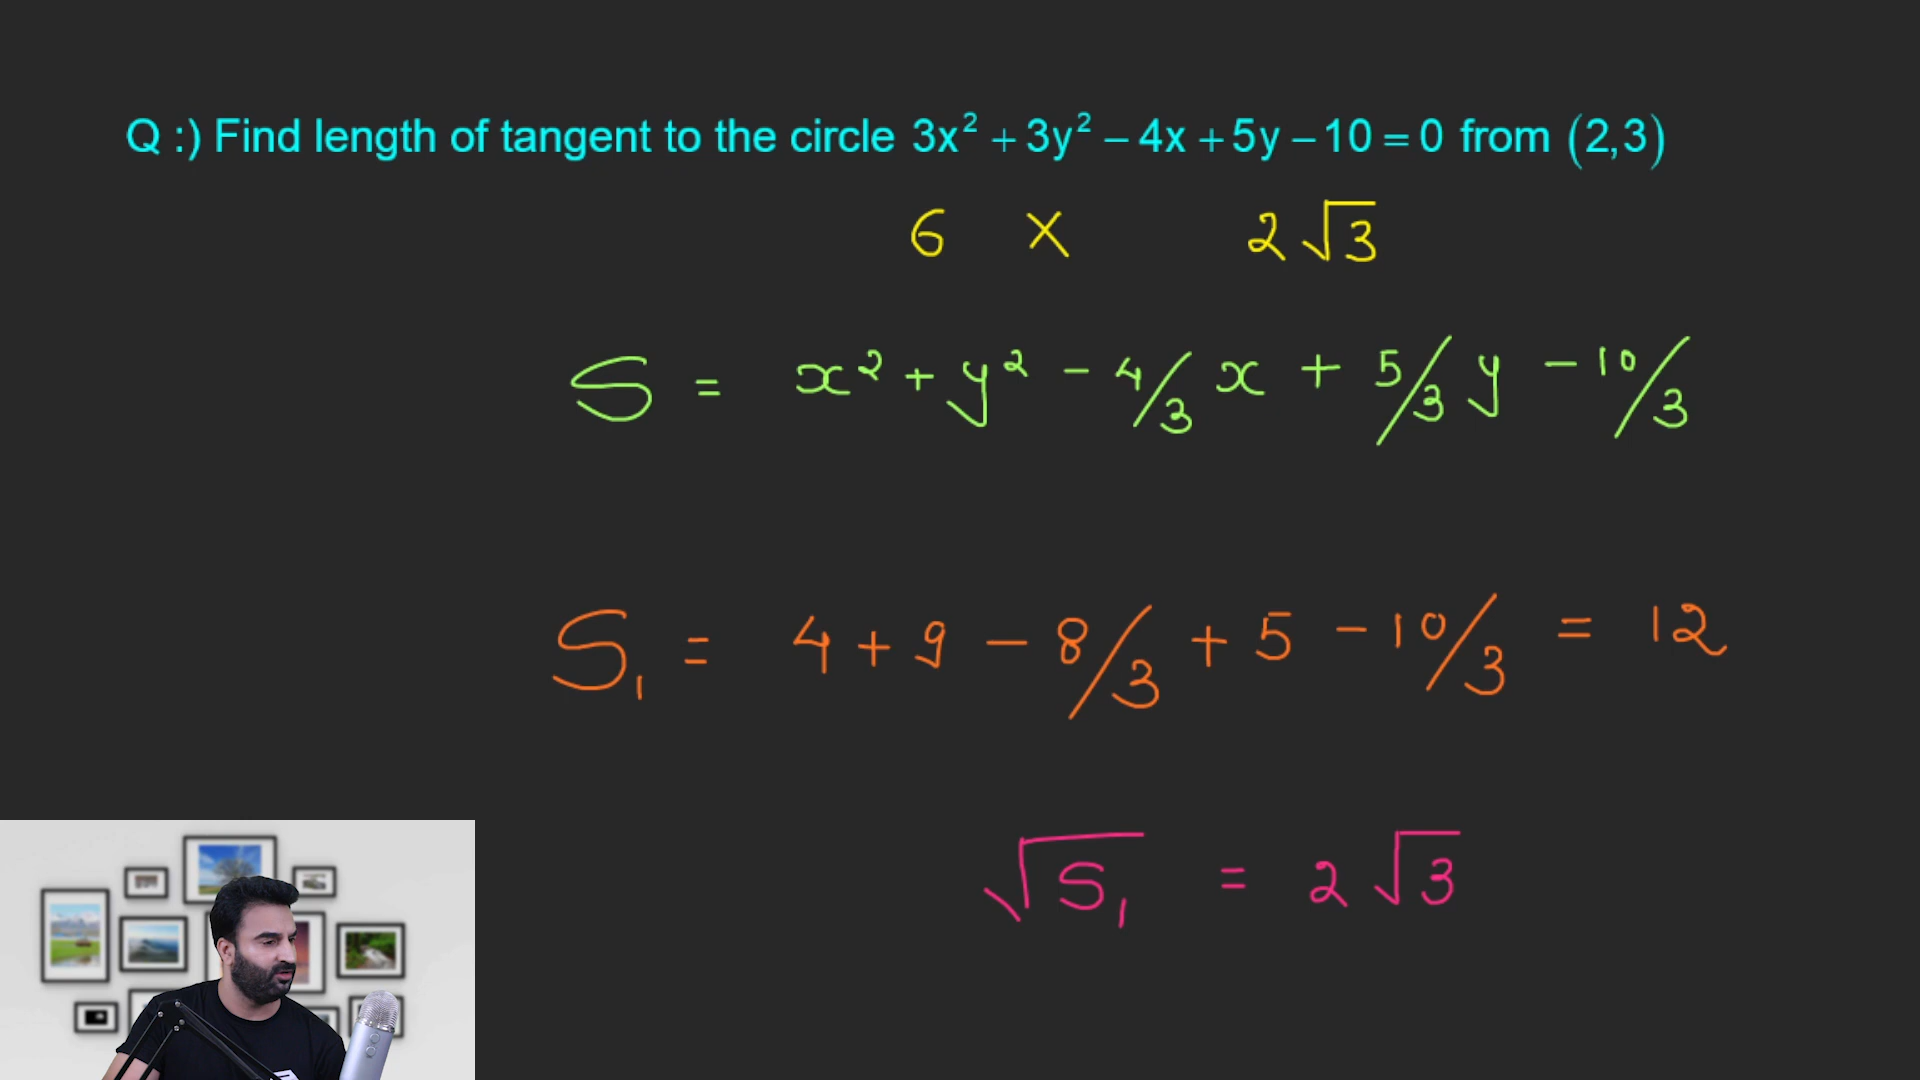 Q :) Find length of tangent to the circle 3x² + 3y² − 4x + 5y − 10 = 0 from (2,3)
6 X 2√3
S = x² + y² - 4/3 x + 5/3 y - 10/3
S₁ = 4 + 9 - 8/3 + 5 - 10/3 = 12
√S₁ = 2√3